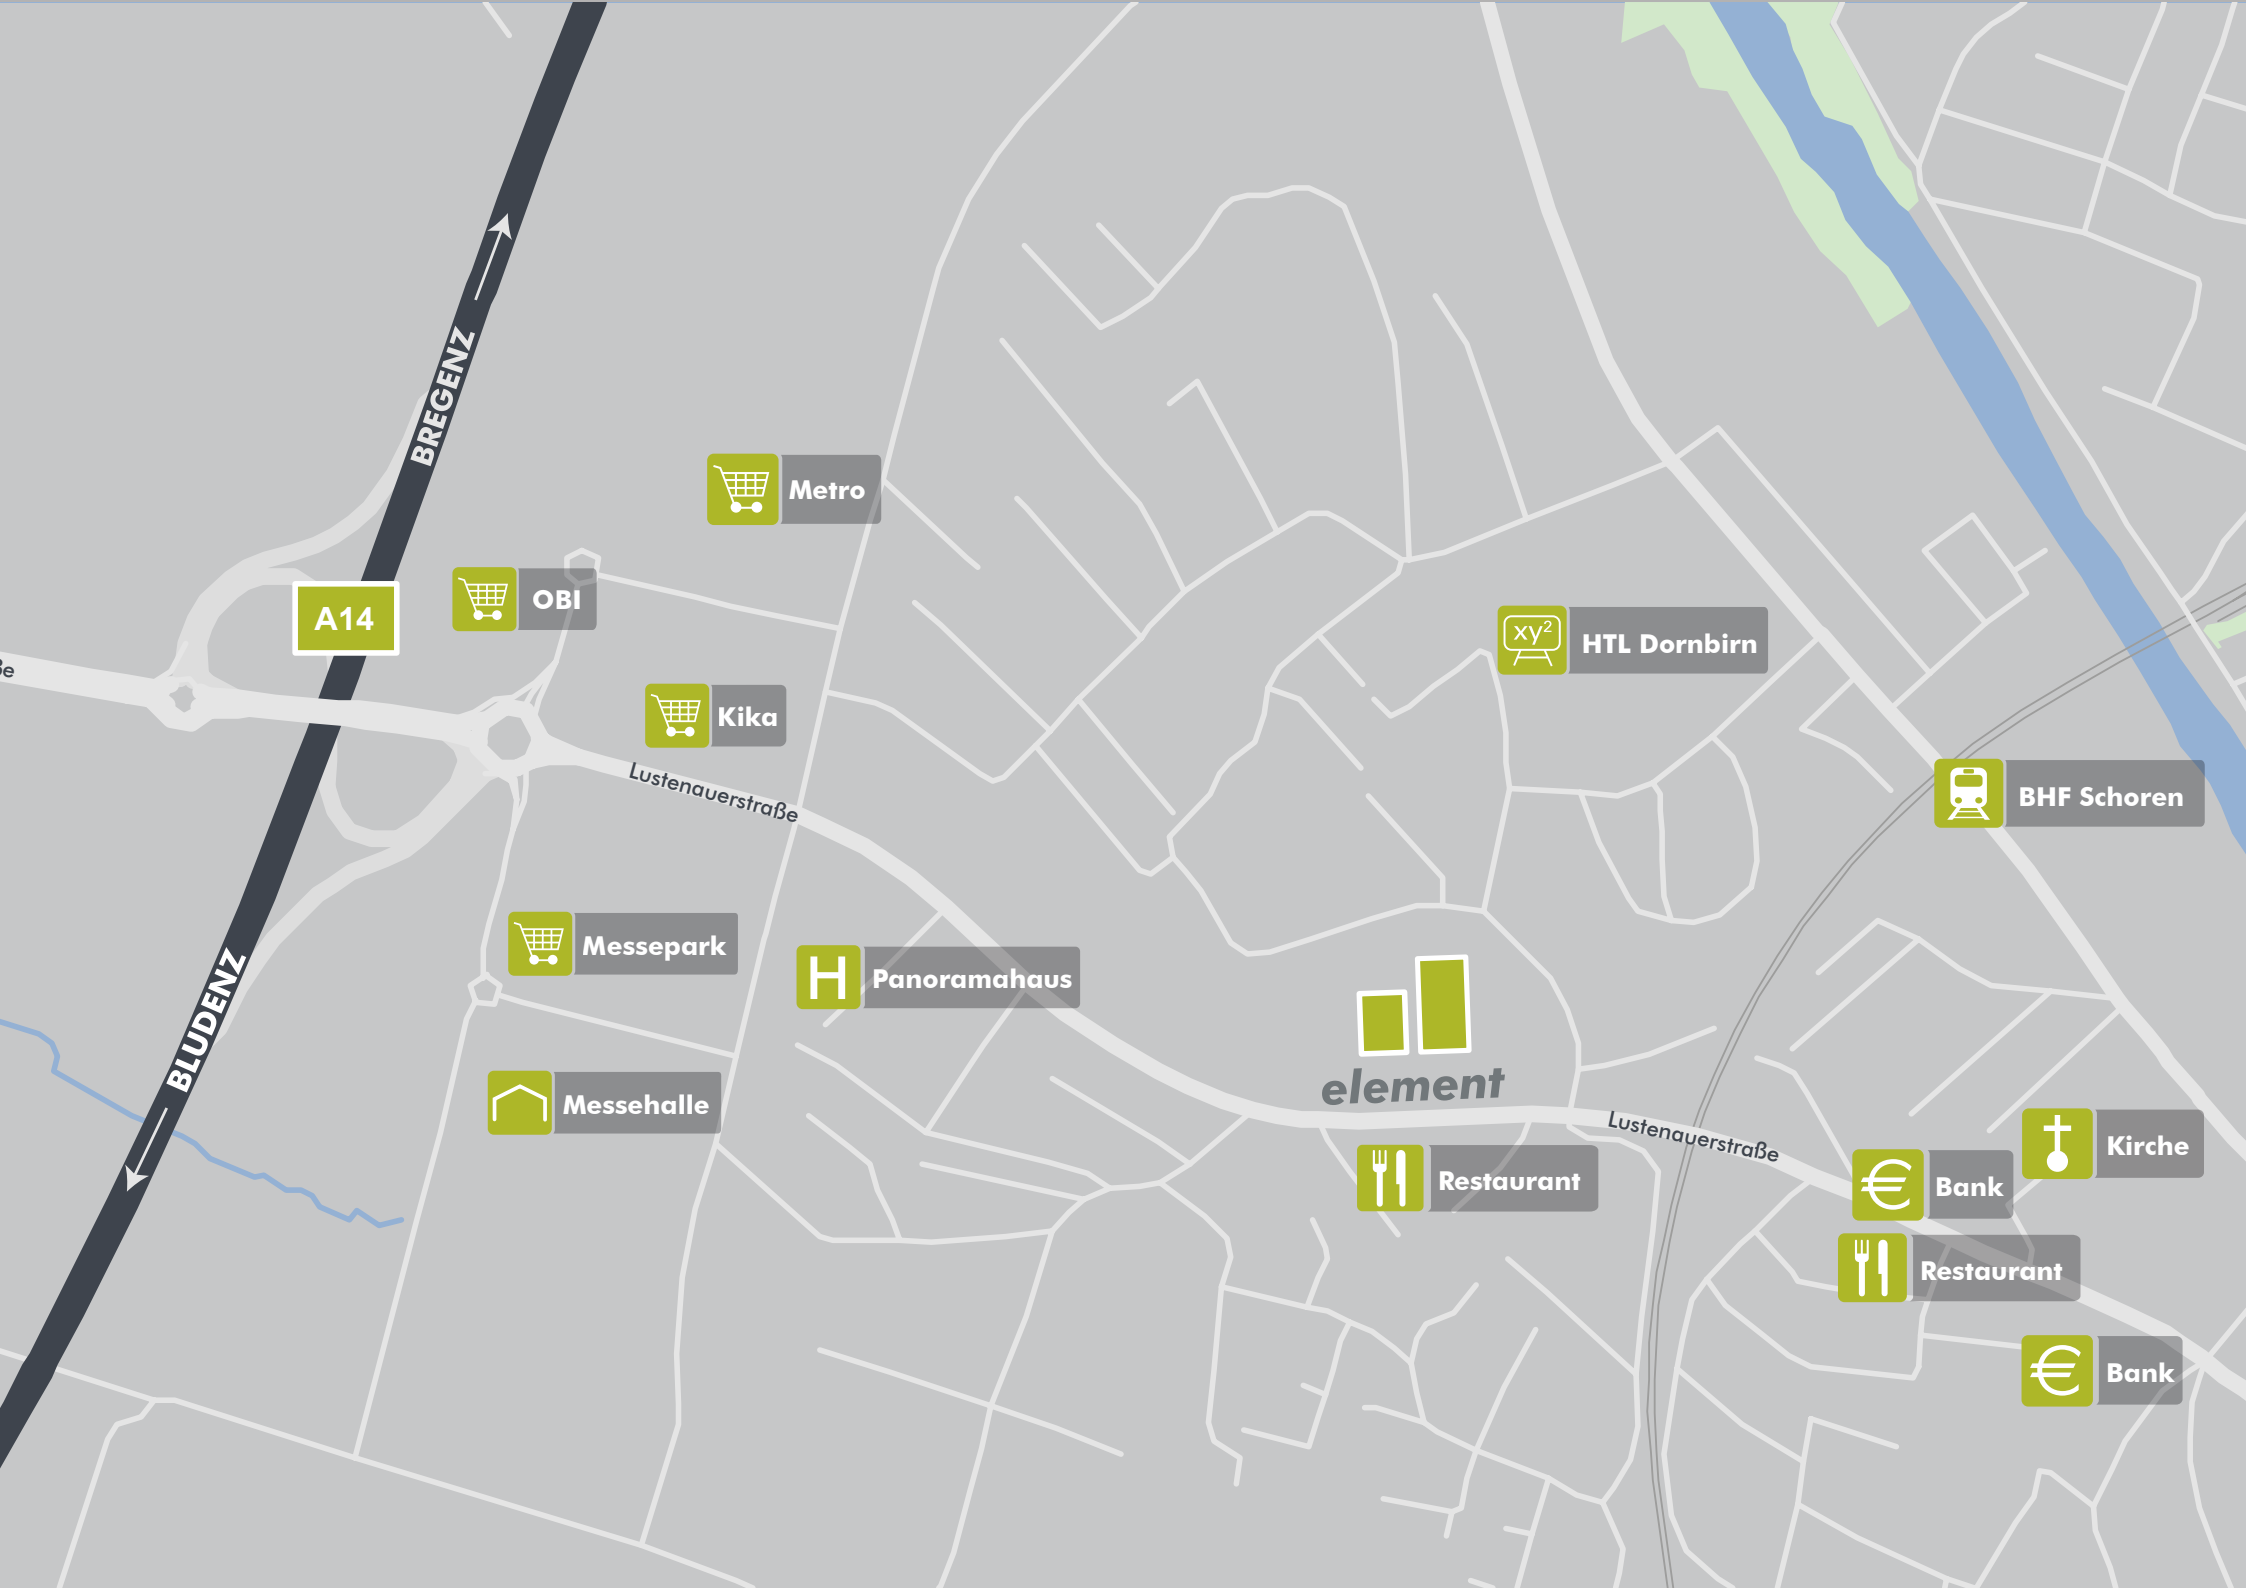 BREGENZ
Metro
OBI
A14
xy²
HTL Dornbirn
ße
Kika
Lustenauerstraße
BHF Schoren
Messepark
H
Panoramahaus
BLUDENZ
element
Messehalle
Lustenauerstraße
Kirche
Restaurant
€
Bank
Restaurant
€
Bank